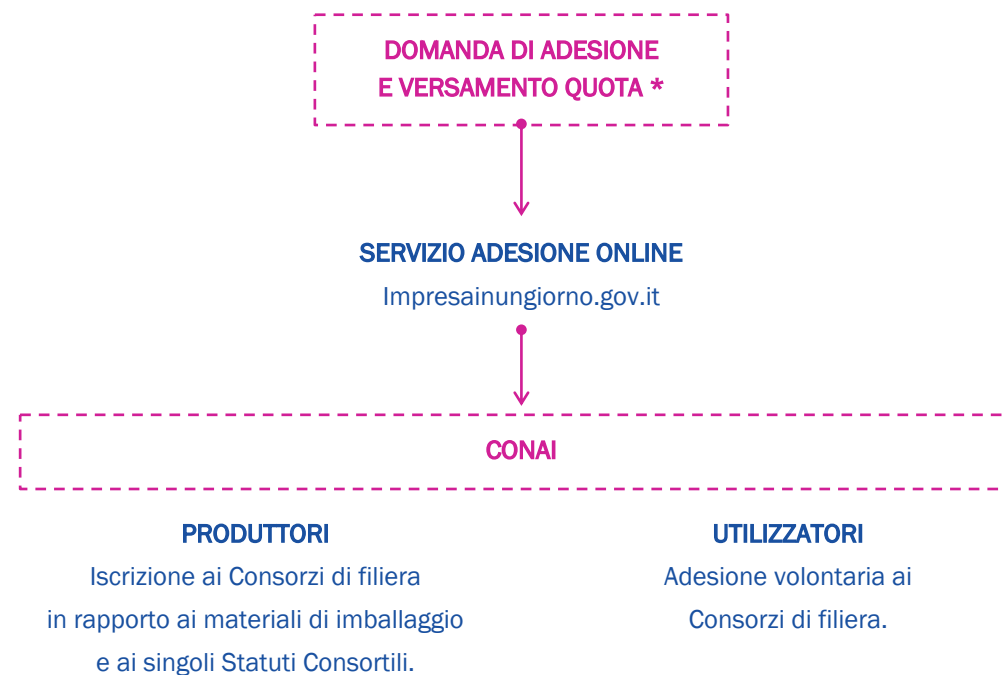 DOMANDA DI ADESIONE
E VERSAMENTO QUOTA *
SERVIZIO ADESIONE ONLINE
Impresainungiorno.gov.it
CONAI
PRODUTTORI
Iscrizione ai Consorzi di filiera
in rapporto ai materiali di imballaggio
e ai singoli Statuti Consortili.
UTILIZZATORI
Adesione volontaria ai
Consorzi di filiera.